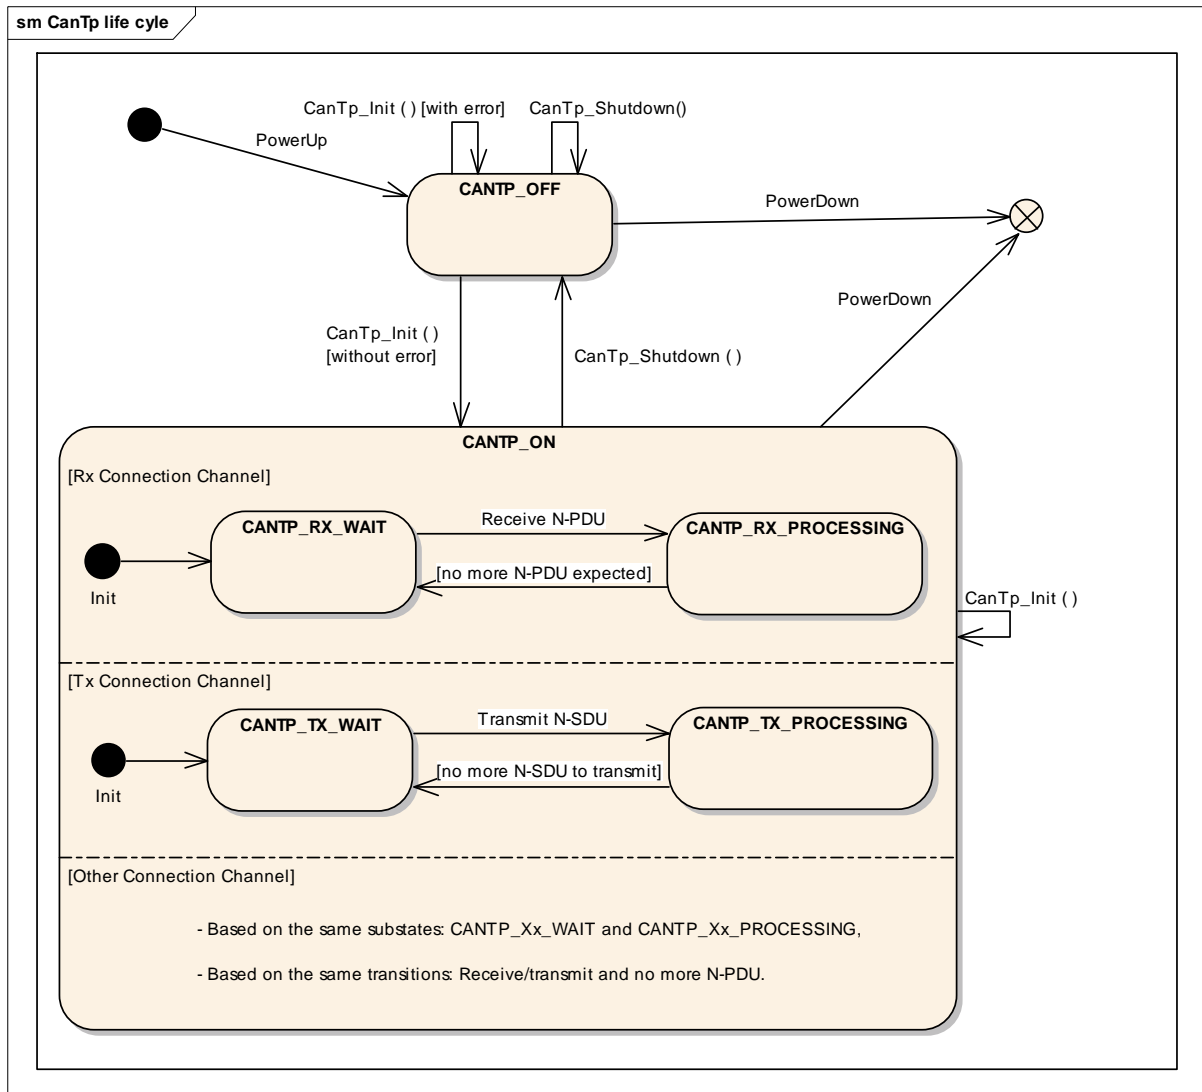 sm CanTp life cyle
CanTp_Init ( ) [with error]
CanTp_Shutdown()
PowerUp
CANTP_OFF
PowerDown
PowerDown
CanTp_Init ( )
[without error]
CanTp_Shutdown ( )
CANTP_ON
[Rx Connection Channel]
CANTP_RX_WAIT
Receive N-PDU
CANTP_RX_PROCESSING
[no more N-PDU expected]
Init
CanTp_Init ( )
[Tx Connection Channel]
CANTP_TX_WAIT
Transmit N-SDU
CANTP_TX_PROCESSING
[no more N-SDU to transmit]
Init
[Other Connection Channel]
- Based on the same substates: CANTP_Xx_WAIT and CANTP_Xx_PROCESSING,
- Based on the same transitions: Receive/transmit and no more N-PDU.